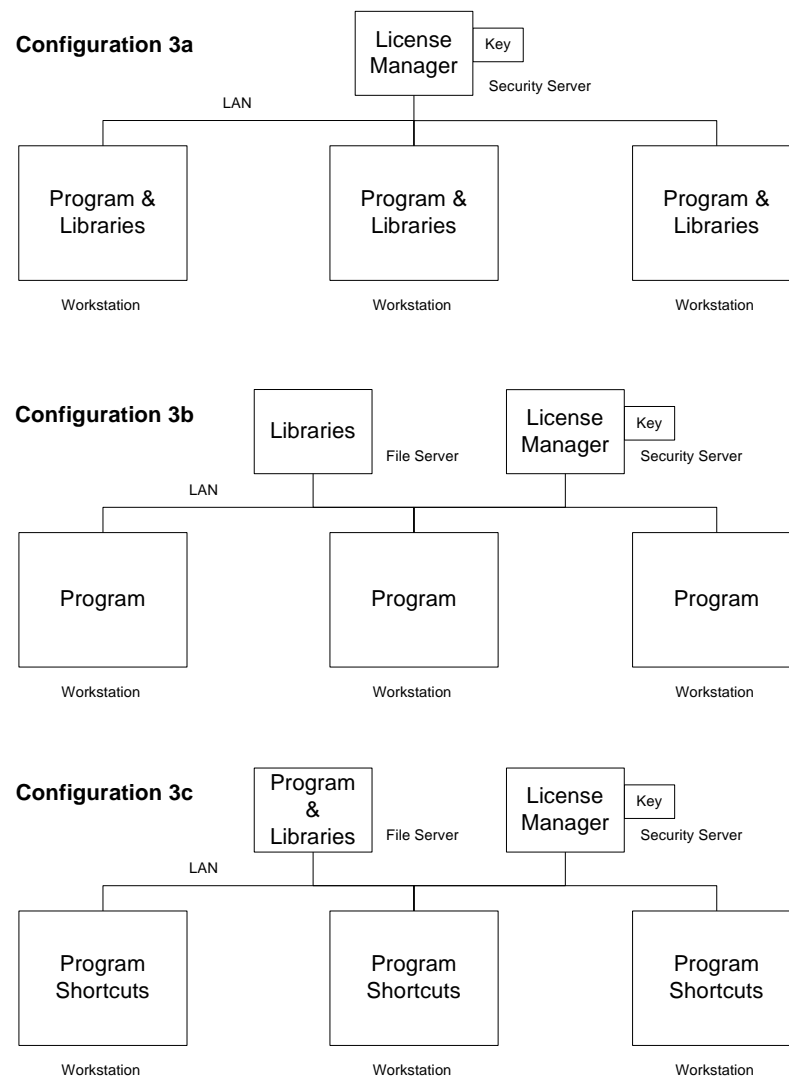 Configuration 3a
License
Manager
Key
Security Server
LAN
Program &
Libraries
Program &
Libraries
Program &
Libraries
Workstation
Workstation
Workstation
Configuration 3b
Libraries
File Server
License
Manager
Key
Security Server
LAN
Program
Program
Program
Workstation
Workstation
Workstation
Configuration 3c
Program
&
Libraries
File Server
License
Manager
Key
Security Server
LAN
Program
Shortcuts
Program
Shortcuts
Program
Shortcuts
Workstation
Workstation
Workstation